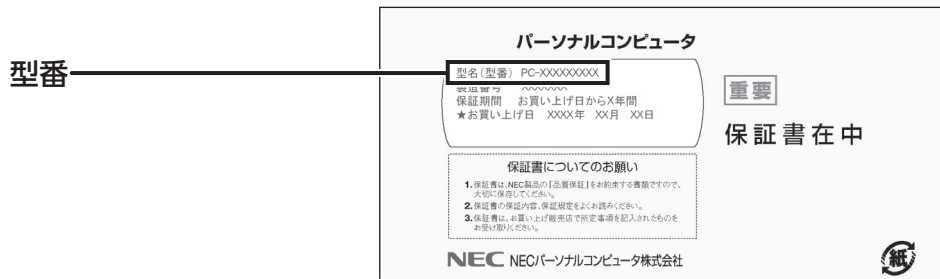 型番
パーソナルコンピュータ
型名(型番) PC-XXXXXXXXX
製造番号 XXXXXXX
保証期間 お買い上げ日からX年間
★お買い上げ日 XXXX年 XX月 XX日
重要
保証書在中
保証書についてのお願い
1.保証書は、NEC製品の「品質保証」をお約束する書類ですので、
大切に保存してください。
2.保証書の保証内容、保証規定をよくお読みください。
3.保証書は、お買い上げ販売店で所定事項を記入されたものを
お受け取りください。
NEC NECパーソナルコンピュータ株式会社
紙